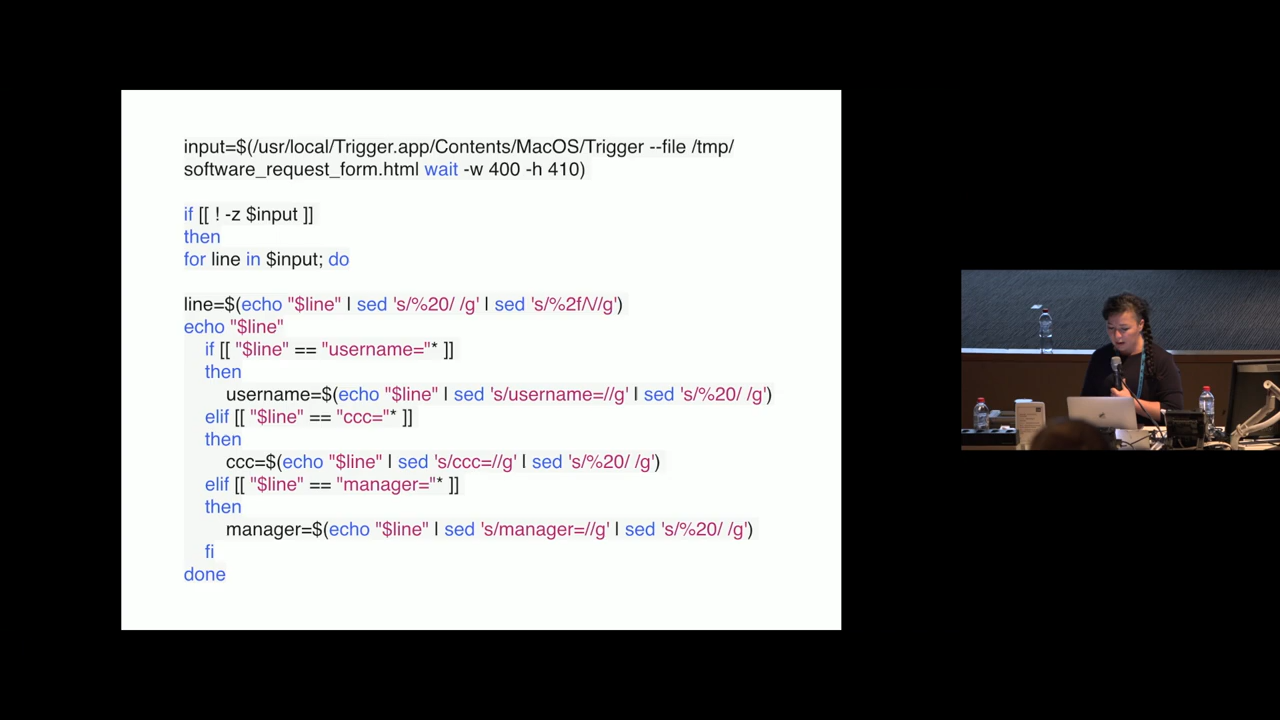 input=$(/usr/local/Trigger.app/Contents/MacOS/Trigger --file /tmp/
software_request_form.html wait -w 400 -h 410)
if [[ ! -z $input ]]
then
for line in $input; do
line=$(echo "$line" | sed 's/%20/ /g' | sed 's/%2f/\//g')
echo "$line"
if [[ "$line" == "username="* ]]
then
username=$(echo "$line" | sed 's/username=//g' | sed 's/%20/ /g')
elif [[ "$line" == "ccc="* ]]
then
ccc=$(echo "$line" | sed 's/ccc=//g' | sed 's/%20/ /g')
elif [[ "$line" == "manager="* ]]
then
manager=$(echo "$line" | sed 's/manager=//g' | sed 's/%20/ /g')
fi
done